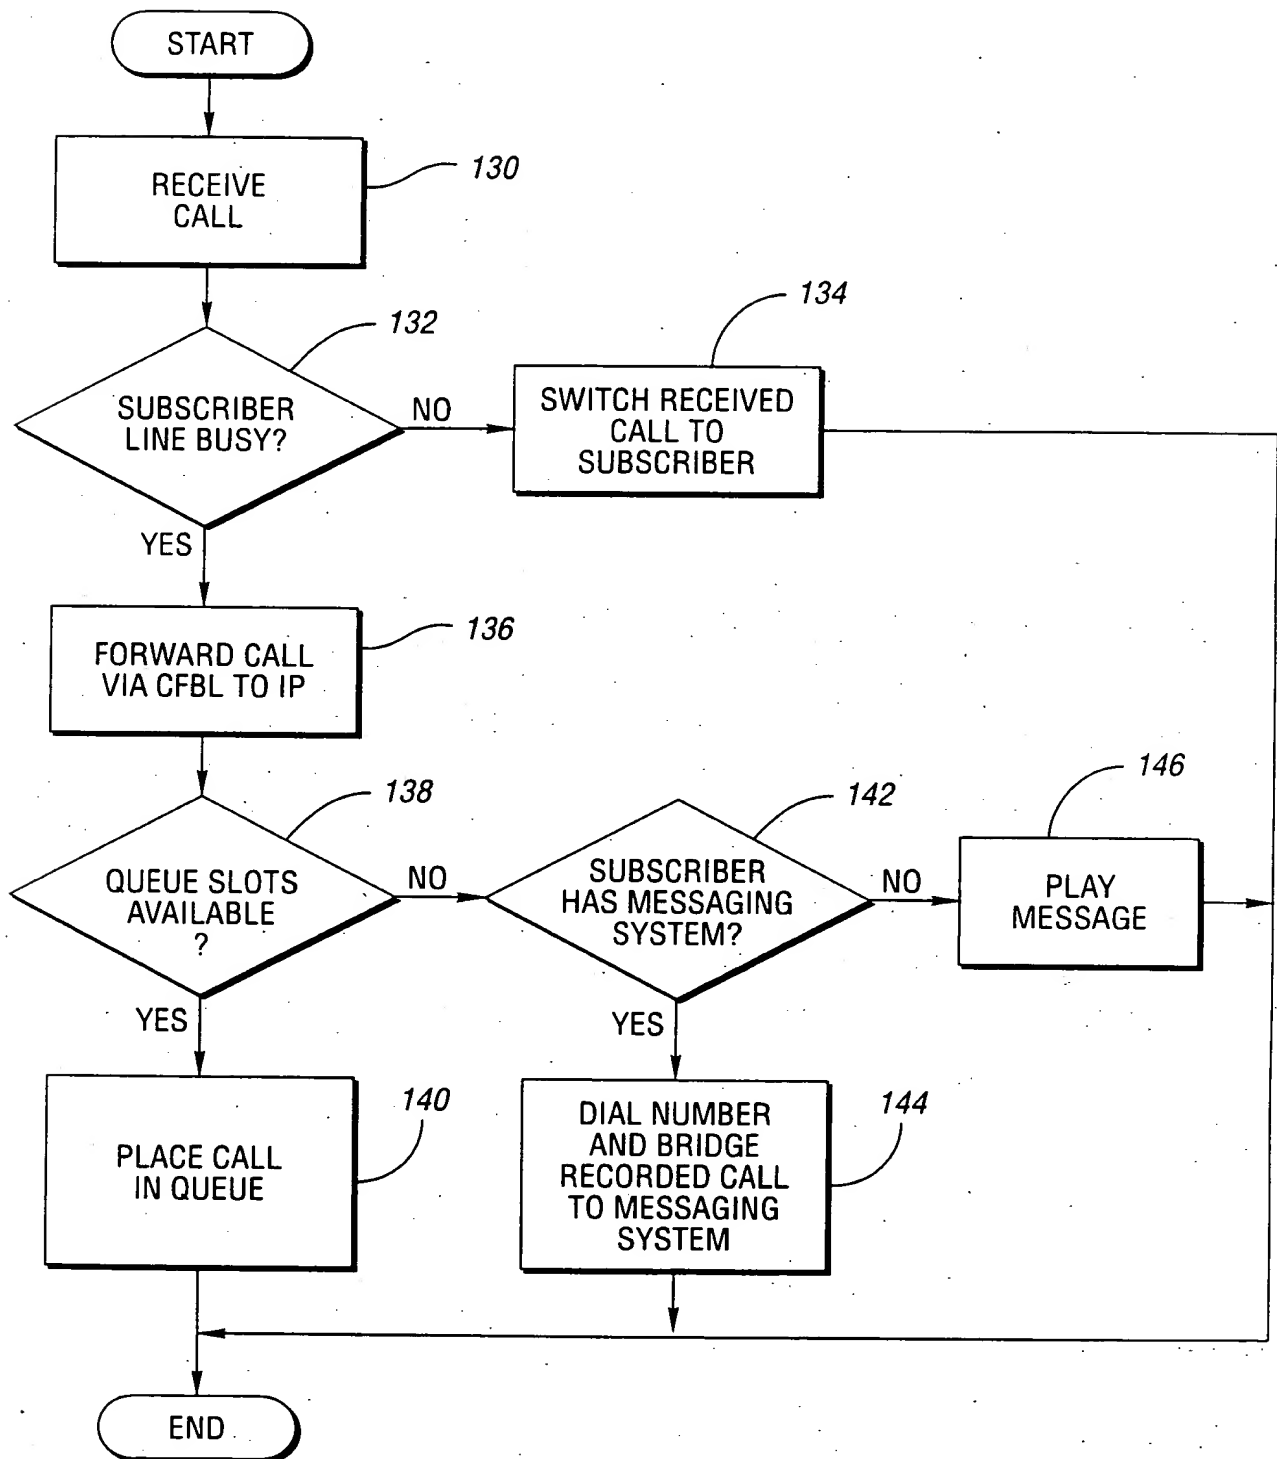 START
RECEIVE
CALL
130
SUBSCRIBER
LINE BUSY?
132
NO
SWITCH RECEIVED
CALL TO
SUBSCRIBER
134
YES
FORWARD CALL
VIA CFBL TO IP
136
QUEUE SLOTS
AVAILABLE
?
138
NO
SUBSCRIBER
HAS MESSAGING
SYSTEM?
142
NO
PLAY
MESSAGE
146
YES
PLACE CALL
IN QUEUE
140
YES
DIAL NUMBER
AND BRIDGE
RECORDED CALL
TO MESSAGING
SYSTEM
144
END